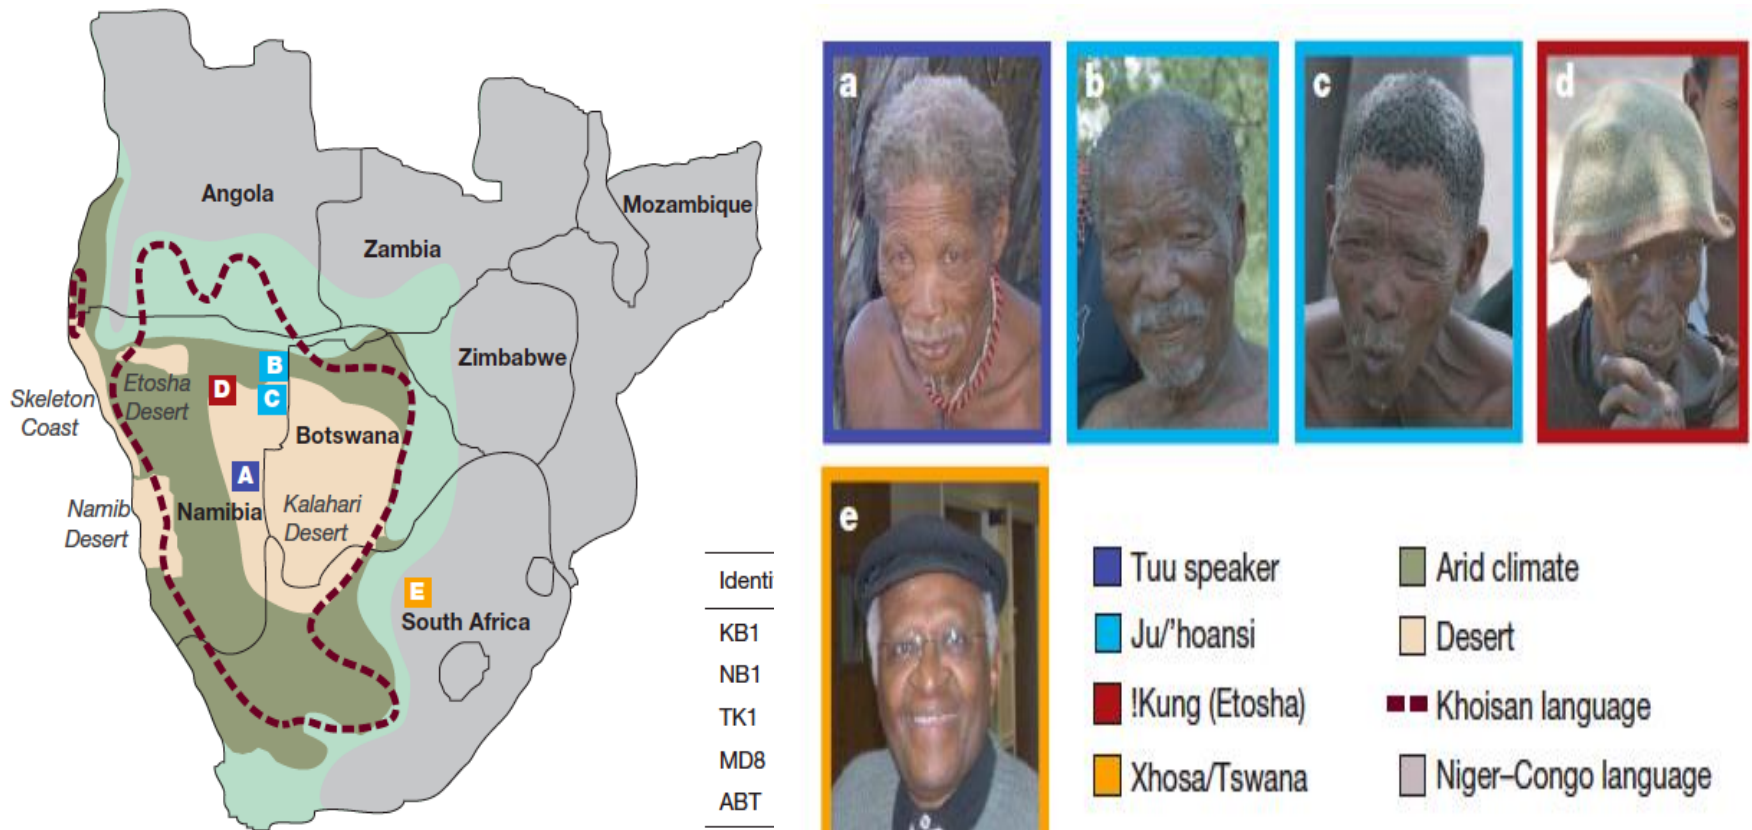 Angola
Zambia
Mozambique
Zimbabwe
B
D
C
Etosha
Desert
Skeleton
Coast
Botswana
A
Namib
Desert
Namibia
Kalahari
Desert
E
South Africa
Identi
KB1
NB1
TK1
MD8
ABT
a
b
c
d
e
Tuu speaker
Ju/’hoansi
!Kung (Etosha)
Xhosa/Tswana
Arid climate
Desert
Khoisan language
Niger–Congo language